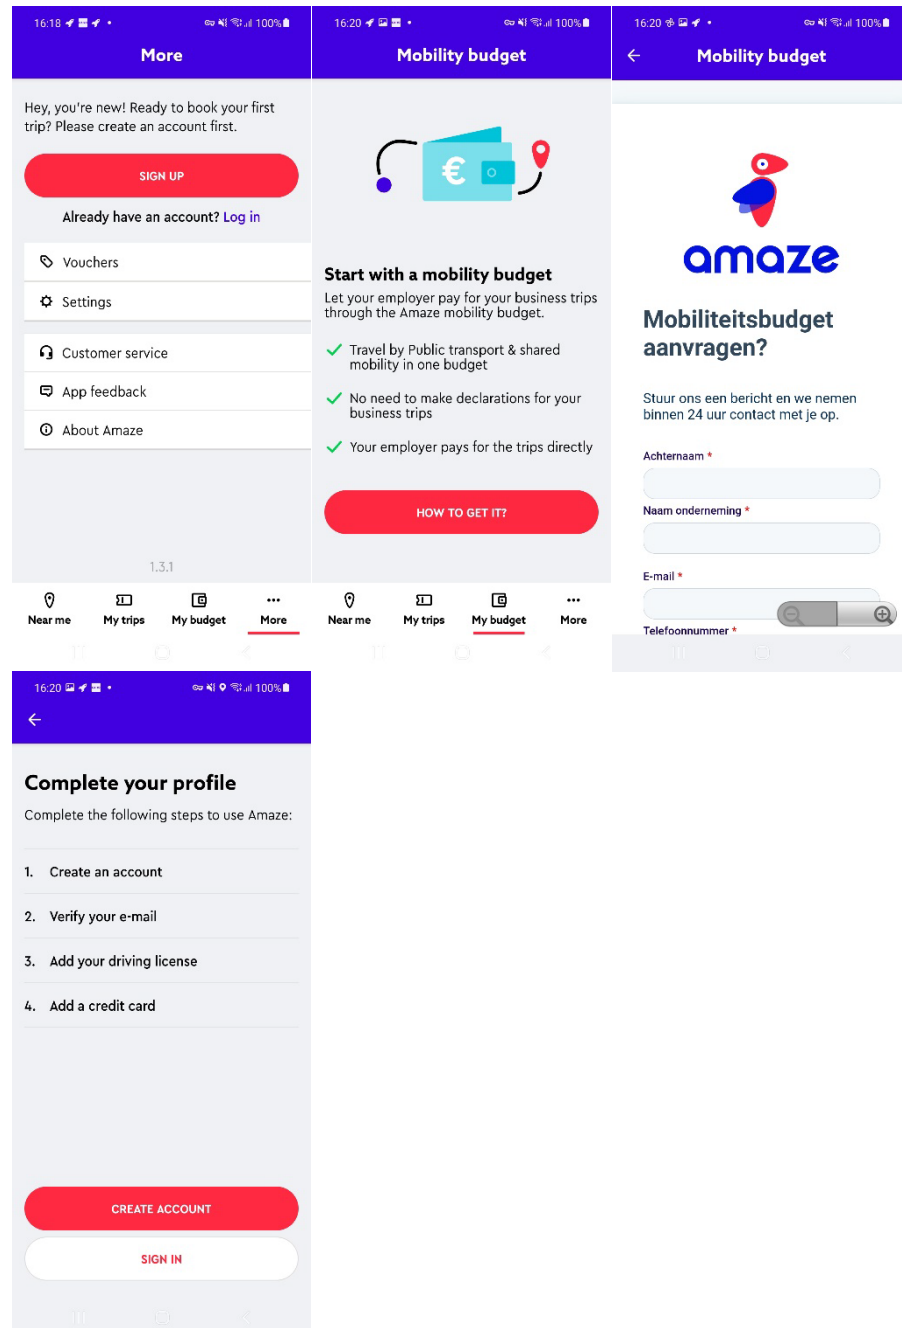 16:18
100%
More
Hey, you're new! Ready to book your first
trip? Please create an account first.
SIGN UP
Already have an account? Log in
Vouchers
Settings
Customer service
App feedback
About Amaze
1.3.1
Near me My trips My budget More
16:20
100%
Mobility budget
€
Start with a mobility budget
Let your employer pay for your business trips
through the Amaze mobility budget.
Travel by Public transport & shared
mobility in one budget
No need to make declarations for your
business trips
Your employer pays for the trips directly
HOW TO GET IT?
Near me My trips My budget More
16:20
100%
Mobility budget
amaze
Mobiliteitsbudget
aanvragen?
Stuur ons een bericht en we nemen
binnen 24 uur contact met je op.
Achternaam *
Naam onderneming *
E-mail *
Telefoonnummer *
16:20
100%
Complete your profile
Complete the following steps to use Amaze:
1. Create an account
2. Verify your e-mail
3. Add your driving license
4. Add a credit card
CREATE ACCOUNT
SIGN IN